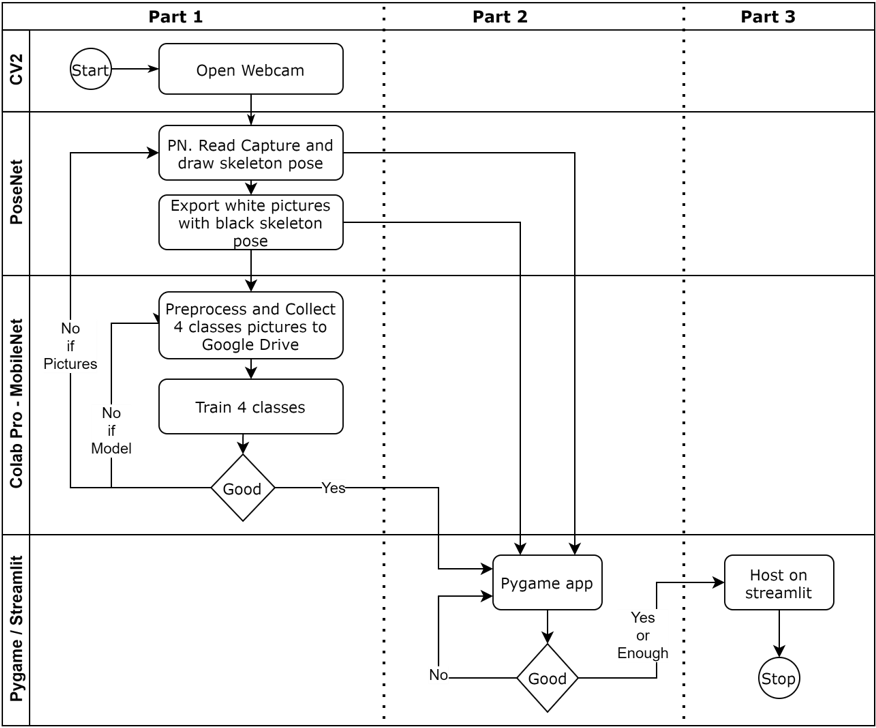 Part 1
Part 2
Part 3
CV2
Start
Open Webcam
PoseNet
PN. Read Capture and
draw skeleton pose
Export white pictures
with black skeleton
pose
Colab Pro - MobileNet
Preprocess and Collect
4 classes pictures to
Google Drive
No
if
Pictures
Train 4 classes
No
if
Model
Good
Yes
Pygame / Streamlit
Pygame app
Host on
streamlit
Yes
or
Enough
No
Good
Stop